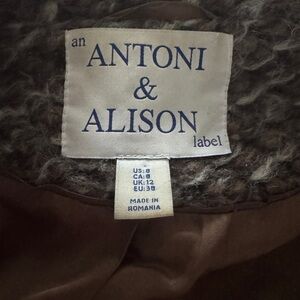 an
ANTONI
&
ALISON
label
US:8
CA:8
UK:12
EU:38
MADE IN
ROMANIA